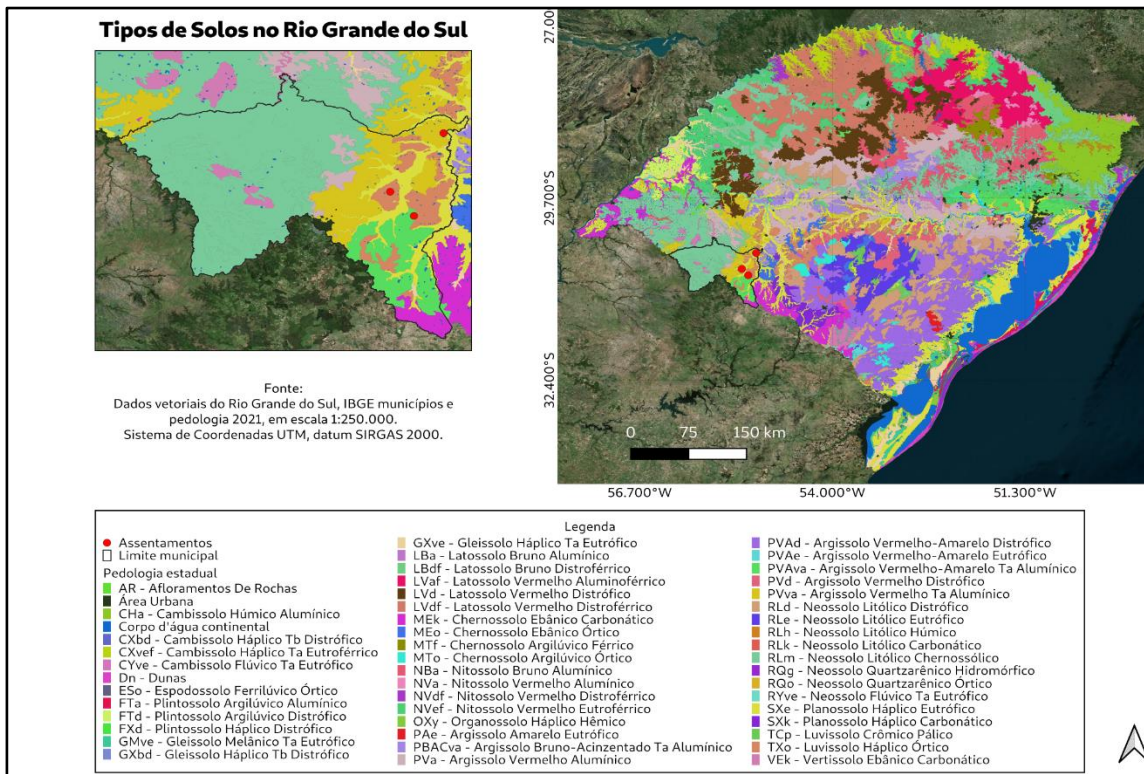 Tipos de Solos no Rio Grande do Sul
Fonte:
Dados vetoriais do Rio Grande do Sul, IBGE municípios e
pedologia 2021, em escala 1:250.000.
Sistema de Coordenadas UTM, datum SIRGAS 2000.
27.00
29.700°S
32.400°S
0 75 150 km
56.700°W 54.000°W 51.300°W
Legenda
Assentamentos
Limite municipal
Pedologia estadual
AR - Afloramentos De Rochas
Área Urbana
CHa - Cambissolo Húmico Alumínico
Corpo d'água continental
CXbd - Cambissolo Háplico Tb Distrófico
CXvef - Cambissolo Háplico Ta Eutroférrico
CYve - Cambissolo Flúvico Ta Eutrófico
Dn - Dunas
ESo - Espodossolo Ferrilúvico Órtico
FTa - Plintossolo Argilúvico Alumínico
FTd - Plintossolo Argilúvico Distrófico
FXd - Plintossolo Háplico Distrófico
GMve - Gleissolo Melânico Ta Eutrófico
GXbd - Gleissolo Háplico Tb Distrófico
GXve - Gleissolo Háplico Ta Eutrófico
LBa - Latossolo Bruno Alumínico
LBdf - Latossolo Bruno Distroférrico
LVaf - Latossolo Vermelho Aluminoférrico
LVd - Latossolo Vermelho Distrófico
LVdf - Latossolo Vermelho Distroférrico
MEk - Chernossolo Ebânico Carbonático
MEo - Chernossolo Ebânico Órtico
MTf - Chernossolo Argilúvico Férrico
MTo - Chernossolo Argilúvico Órtico
NBa - Nitossolo Bruno Alumínico
NVa - Nitossolo Vermelho Alumínico
NVdf - Nitossolo Vermelho Distroférrico
NVef - Nitossolo Vermelho Eutroférrico
OXy - Organossolo Háplico Hêmico
PAe - Argissolo Amarelo Eutrófico
PBACva - Argissolo Bruno-Acinzentado Ta Alumínico
PVa - Argissolo Vermelho Alumínico
PVAd - Argissolo Vermelho-Amarelo Distrófico
PVAe - Argissolo Vermelho-Amarelo Eutrófico
PVAva - Argissolo Vermelho-Amarelo Ta Alumínico
PVd - Argissolo Vermelho Distrófico
PVva - Argissolo Vermelho Ta Alumínico
RLd - Neossolo Litólico Distrófico
RLe - Neossolo Litólico Eutrófico
RLh - Neossolo Litólico Húmico
RLk - Neossolo Litólico Carbonático
RLm - Neossolo Litólico Chernossólico
RQg - Neossolo Quartzarênico Hidromórfico
RQo - Neossolo Quartzarênico Órtico
RYve - Neossolo Flúvico Ta Eutrófico
SXe - Planossolo Háplico Eutrófico
SXk - Planossolo Háplico Carbonático
TCp - Luvissolo Crômico Pálico
TXo - Luvissolo Háplico Órtico
VEk - Vertissolo Ebânico Carbonático